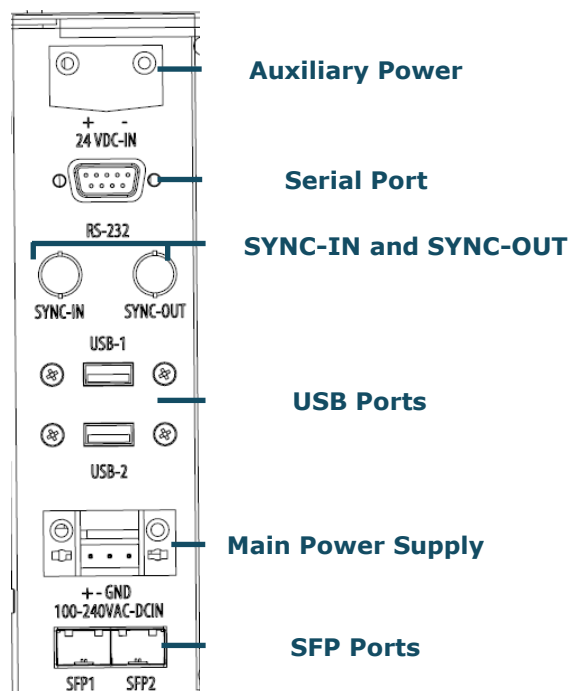 Auxiliary Power
+ -
24 VDC-IN
Serial Port
RS-232
SYNC-IN and SYNC-OUT
SYNC-IN SYNC-OUT
USB-1
USB Ports
USB-2
Main Power Supply
+ - GND
100-240VAC-DCIN
SFP Ports
SFP1 SFP2